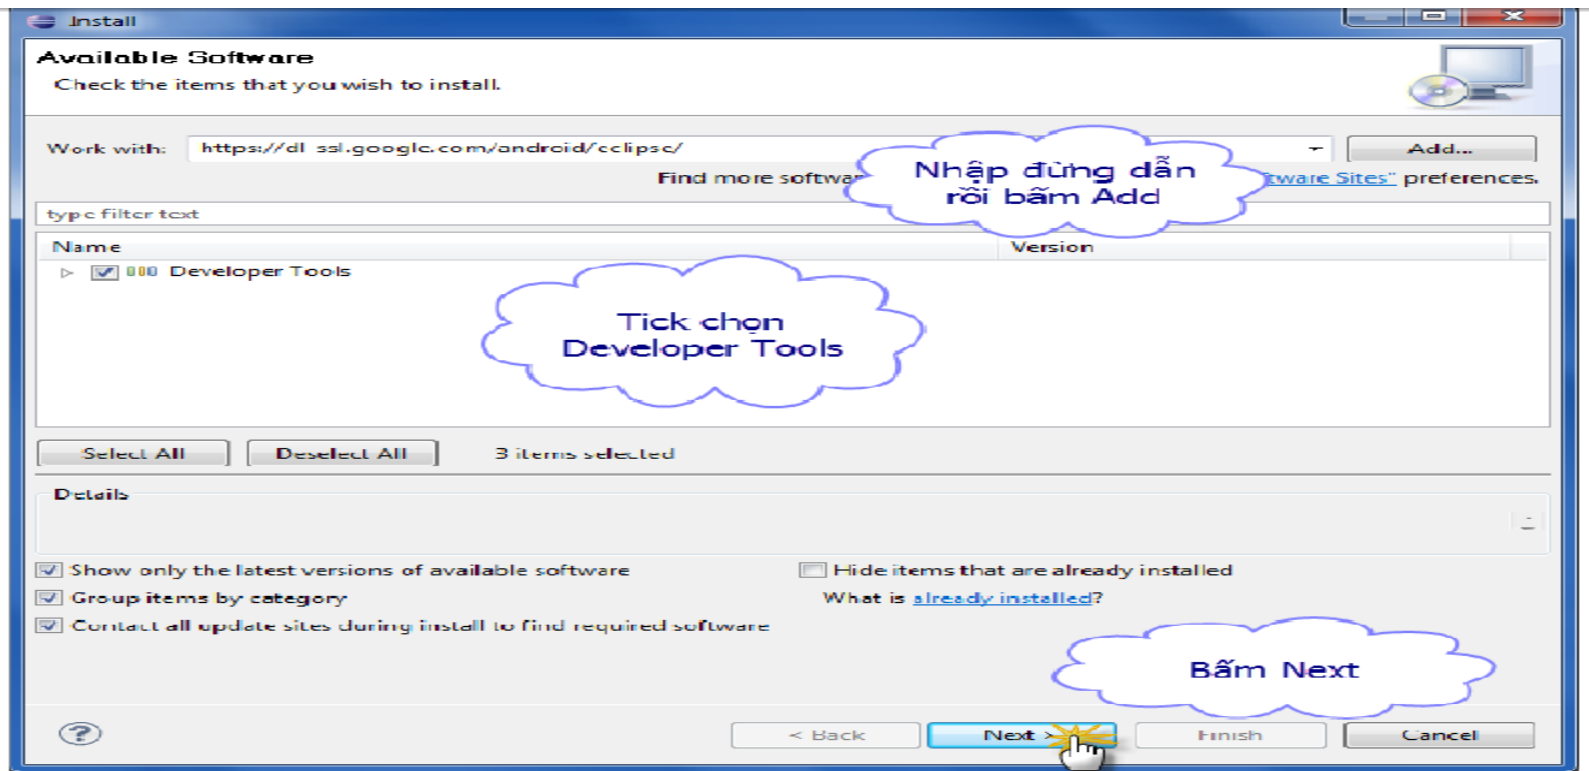 Install
Available Software
Check the items that you wish to install.
Work with: https://dl-ssl.google.com/android/eclipse/ Add...
Nhập đừng dẫn
rồi bấm Add
Find more softwar tware Sites" preferences.
type filter text
Name Version
Developer Tools
Tick chọn
Developer Tools
Select All Deselect All 3 items selected
Details
Show only the latest versions of available software Hide items that are already installed
Group items by category What is already installed?
Contact all update sites during install to find required software
Bấm Next
? < Back Next > Finish Cancel